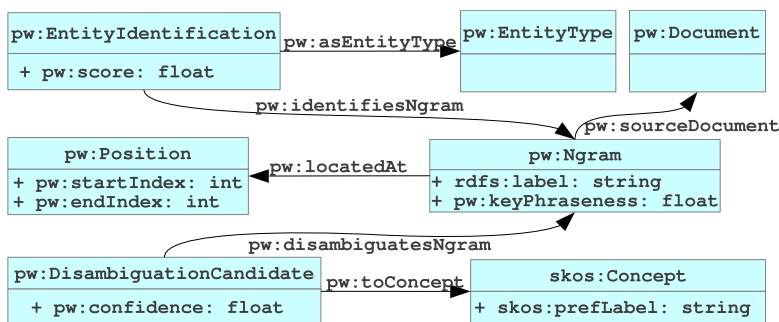 pw:EntityIdentification
+ pw:score: float
pw:asEntityType
pw:EntityType
pw:Document
pw:identifiesNgram
pw:sourceDocument
pw:Position
+ pw:startIndex: int
+ pw:endIndex: int
pw:locatedAt
pw:Ngram
+ rdfs:label: string
+ pw:keyPhraseness: float
pw:disambiguatesNgram
pw:DisambiguationCandidate
+ pw:confidence: float
pw:toConcept
skos:Concept
+ skos:prefLabel: string